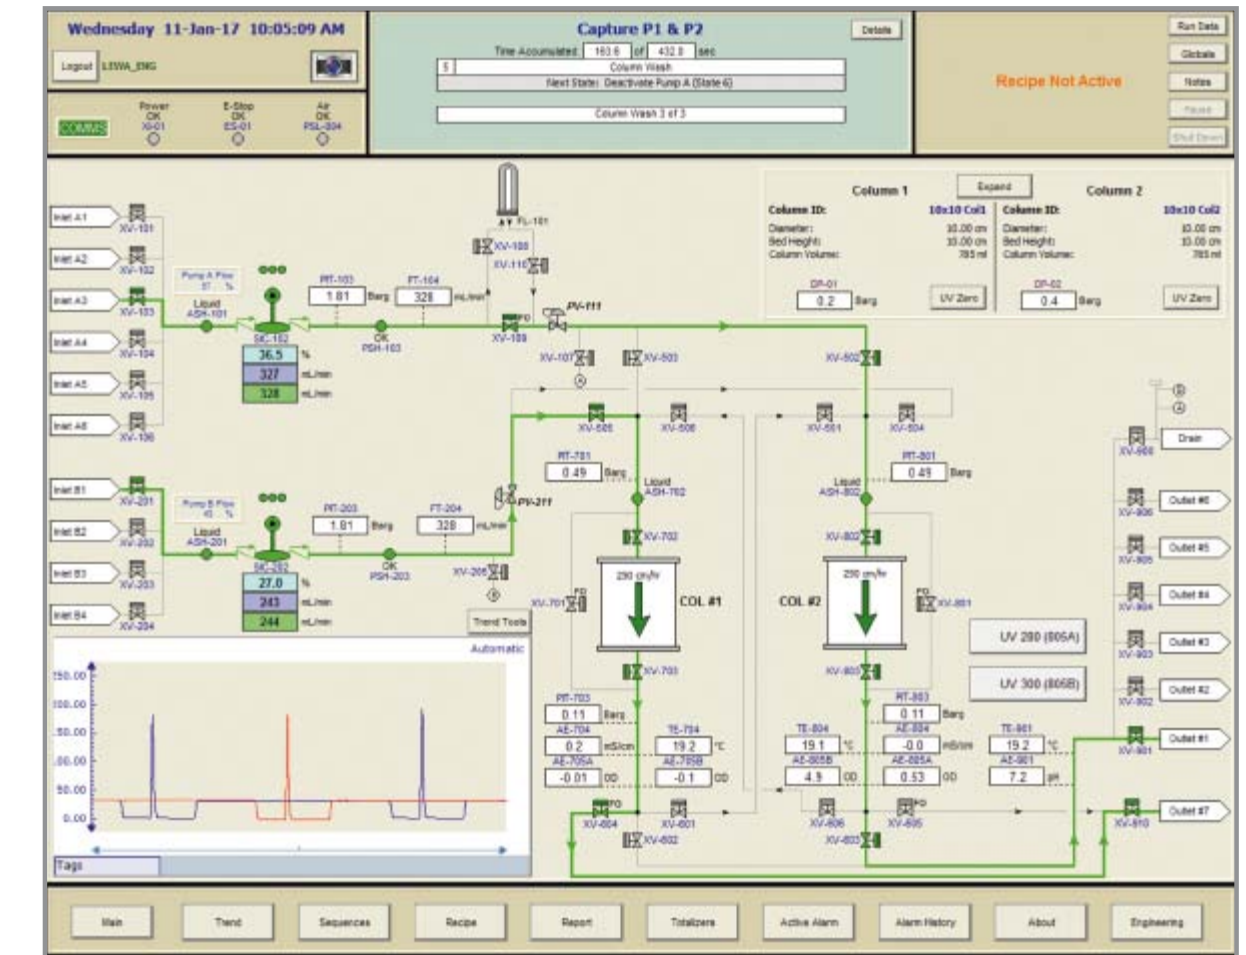 Wednesday 11-Jan-17 10:05:09 AM
Logout LEWA_ENG
Power OK XI-01
E-Stop OK ES-01
Air OK PSL-004
COMMS
Capture P1 & P2
Details
Time Accumulated 163.6 of 432.0 sec
5 Column Wash
Next State: Deactivate Pump A (State 6)
Column Wash 3 of 3
Recipe Not Active
Run Data
Globals
Notes
Pause
Shut Down
Column 1
Expand
Column 2
Column ID: 10x10 Col1
Diameter: 10.00 cm
Bed Height: 10.00 cm
Column Volume: 785 ml
DP-01
0.2 Barg
UV Zero
Column ID: 10x10 Col2
Diameter: 10.00 cm
Bed Height: 10.00 cm
Column Volume: 785 ml
DP-02
0.4 Barg
UV Zero
Inlet A1
XV-101
Inlet A2
XV-102
Inlet A3
XV-103
Inlet A4
XV-104
Inlet A5
XV-105
Inlet A6
XV-106
Pump A Flow
57 %
Liquid
ASH-101
SIC-102
36.5 %
327 mL/min
328 mL/min
PIT-103
1.81 Barg
FT-104
328 mL/min
OK
PSH-103
FL-101
XV-108
XV-110
FO
XV-109
PV-111
XV-107
A
XV-503
XV-502
XV-505
XV-506
XV-501
XV-504
Inlet B1
XV-201
Inlet B2
XV-202
Inlet B3
XV-203
Inlet B4
XV-204
Pump B Flow
43 %
Liquid
ASH-201
SIC-202
27.0 %
243 mL/min
244 mL/min
PIT-203
1.81 Barg
FT-204
328 mL/min
OK
PSH-203
PV-211
XV-205
B
PIT-701
0.49 Barg
Liquid
ASH-702
XV-702
290 cm/hr
COL #1
FO
XV-701
XV-703
PIT-703
0.11 Barg
AE-704
0.2 mS/cm
AE-705A
-0.01 OD
TE-704
19.2 °C
AE-705B
-0.1 OD
FO
XV-604
XV-601
XV-602
PIT-801
0.49 Barg
Liquid
ASH-802
XV-802
290 cm/hr
COL #2
FO
XV-801
XV-803
PIT-803
0.11 Barg
TE-804
19.1 °C
AE-804
-0.0 mS/cm
AE-805B
4.9 OD
AE-805A
0.53 OD
TE-901
19.2 °C
AE-901
7.2 pH
XV-606
FO
XV-605
XV-603
UV 280 (805A)
UV 300 (805B)
B
A
Drain
XV-900
Outlet #6
XV-906
Outlet #5
XV-905
Outlet #4
XV-904
Outlet #3
XV-903
Outlet #2
XV-902
Outlet #1
XV-901
Outlet #7
XV-910
Trend Tools
Automatic
50.00
0.00
Tags
Main
Trend
Sequences
Recipe
Report
Totalizers
Active Alarm
Alarm History
About
Engineering